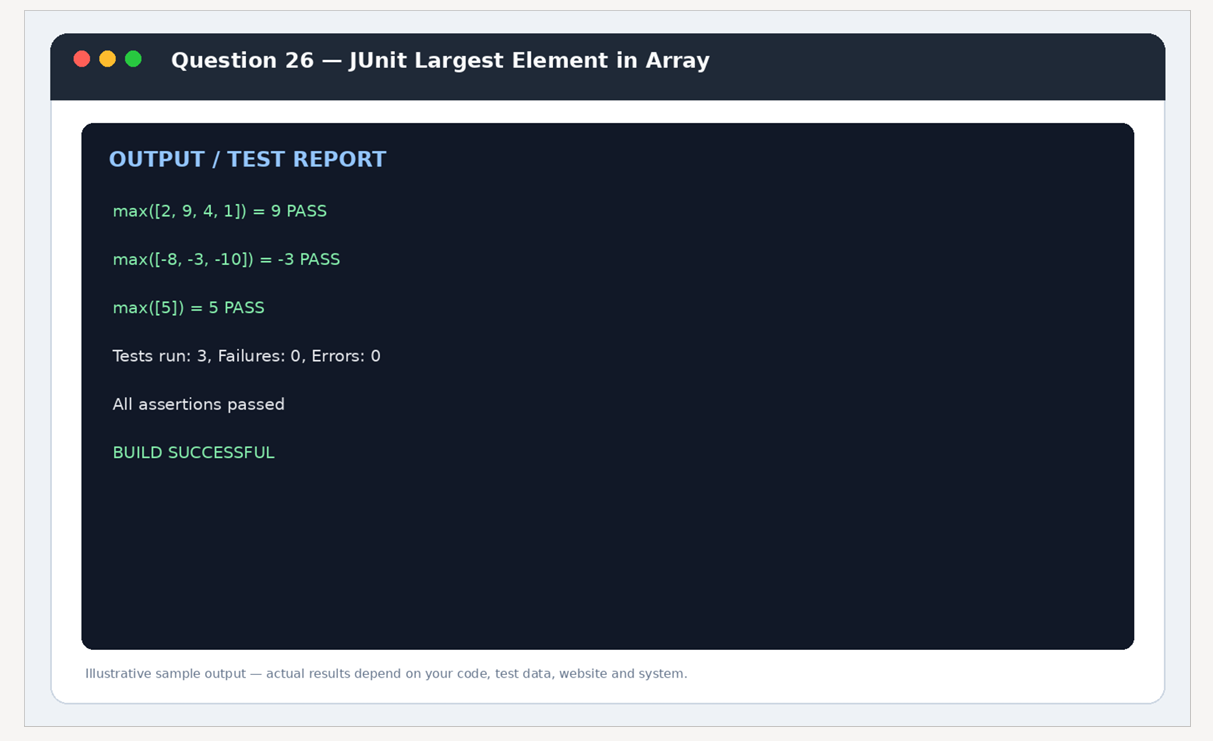 Question 26 — JUnit Largest Element in Array
OUTPUT / TEST REPORT
max([2, 9, 4, 1]) = 9 PASS
max([-8, -3, -10]) = -3 PASS
max([5]) = 5 PASS
Tests run: 3, Failures: 0, Errors: 0
All assertions passed
BUILD SUCCESSFUL
Illustrative sample output — actual results depend on your code, test data, website and system.